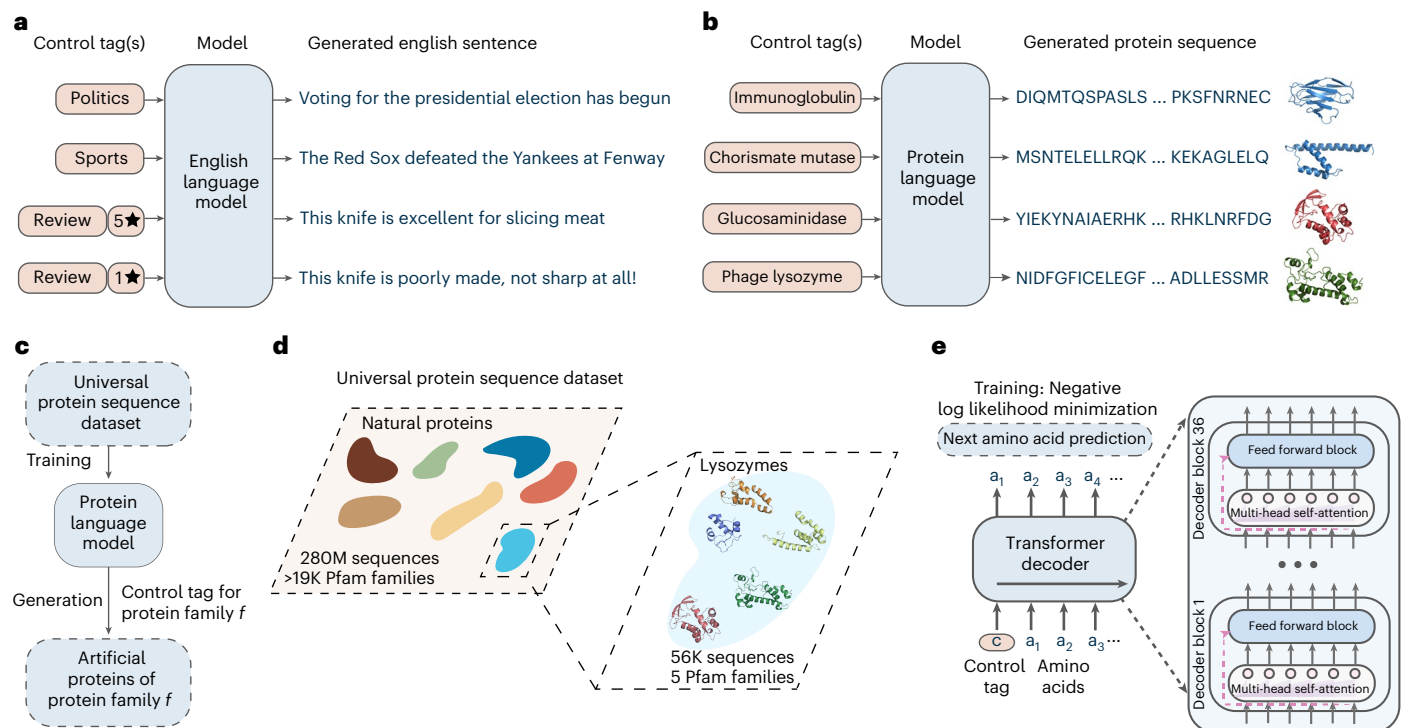 a
Control tag(s) Model Generated english sentence
Politics
Voting for the presidential election has begun
Sports
The Red Sox defeated the Yankees at Fenway
English
language
model
Review 5★
This knife is excellent for slicing meat
Review 1★
This knife is poorly made, not sharp at all!
b
Control tag(s) Model Generated protein sequence
Immunoglobulin
DIQMTQSPASLS ... PKSFNRNEC
Chorismate mutase
MSNTELELLRQK ... KEKAGLELQ
Protein
language
model
Glucosaminidase
YIEKYNAIAERHK ... RHKLNRFDG
Phage lysozyme
NIDFGFICELEGF ... ADLLESSMR
c
Universal
protein sequence
dataset
Training
Protein
language
model
Generation
Control tag for
protein family f
Artificial
proteins of
protein family f
d
Universal protein sequence dataset
Natural proteins
280M sequences
>19K Pfam families
Lysozymes
56K sequences
5 Pfam families
e
Training: Negative
log likelihood minimization
Next amino acid prediction
a1 a2 a3 a4 ...
Transformer
decoder
c a1 a2 a3...
Control
tag
Amino
acids
Decoder block 36
Feed forward block
Multi-head self-attention
Decoder block 1
Feed forward block
Multi-head self-attention